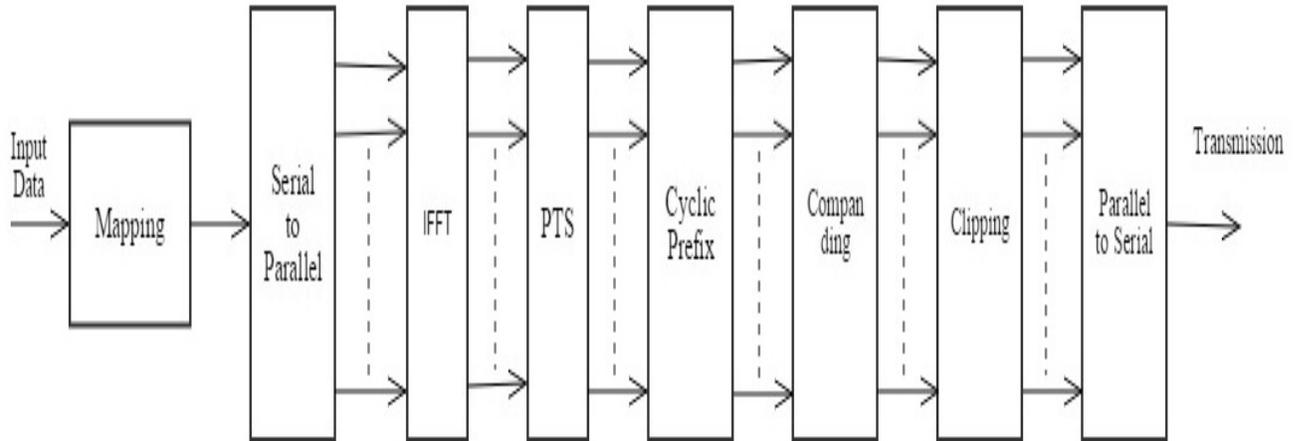 Input
Data
Mapping
Serial
to
Parallel
IFFT
PTS
Cyclic
Prefix
Compan
ding
Clipping
Parallel
to Serial
Transmission